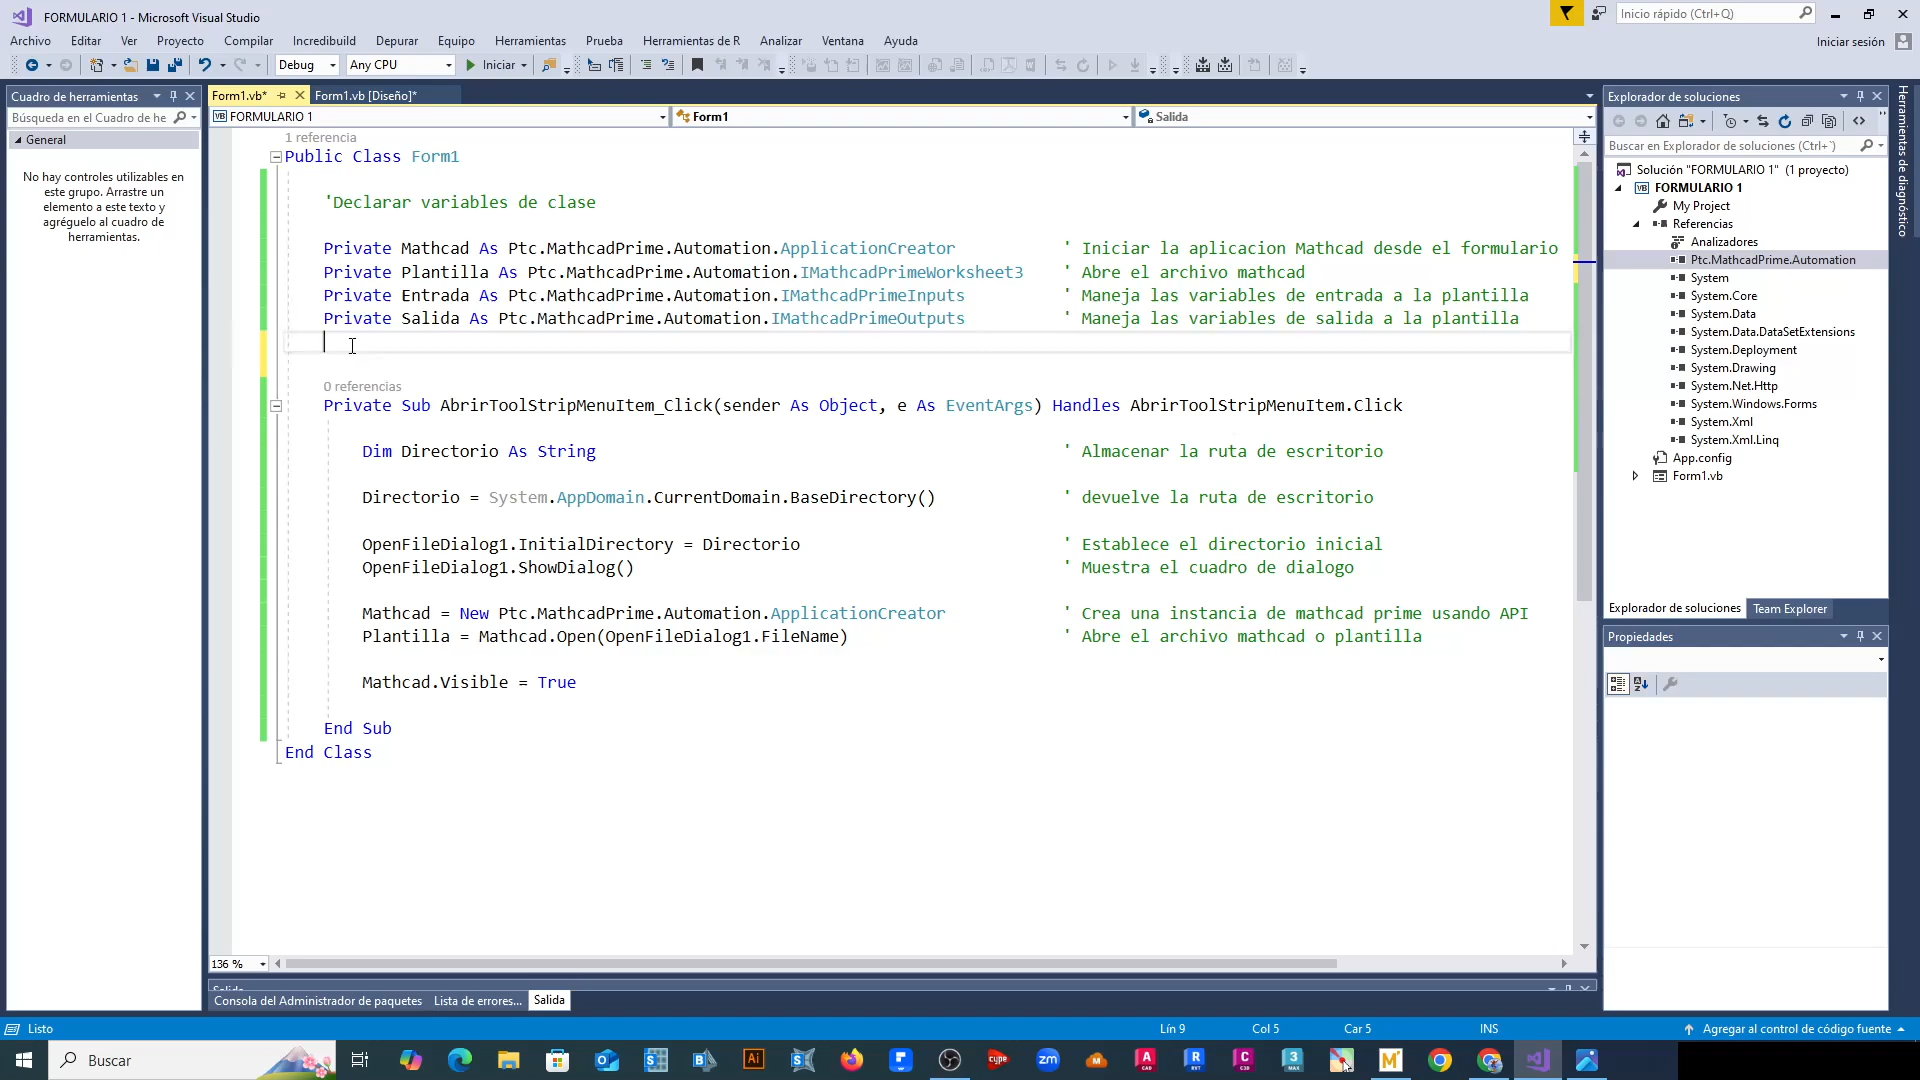 FORMULARIO 1 - Microsoft Visual Studio
Inicio rápido (Ctrl+Q)
Archivo Editar Ver Proyecto Compilar Incredibuild Depurar Equipo Herramientas Prueba Herramientas de R Analizar Ventana Ayuda
Iniciar sesión
Debug Any CPU Iniciar
Cuadro de herramientas
Búsqueda en el Cuadro de he
General
No hay controles utilizables en
este grupo. Arrastre un
elemento a este texto y
agréguelo al cuadro de
herramientas.
Form1.vb* Form1.vb [Diseño]*
FORMULARIO 1 Form1 Salida
1 referencia
Public Class Form1
'Declarar variables de clase
Private Mathcad As Ptc.MathcadPrime.Automation.ApplicationCreator ' Iniciar la aplicacion Mathcad desde el formulario
Private Plantilla As Ptc.MathcadPrime.Automation.IMathcadPrimeWorksheet3 ' Abre el archivo mathcad
Private Entrada As Ptc.MathcadPrime.Automation.IMathcadPrimeInputs ' Maneja las variables de entrada a la plantilla
Private Salida As Ptc.MathcadPrime.Automation.IMathcadPrimeOutputs ' Maneja las variables de salida a la plantilla
0 referencias
Private Sub AbrirToolStripMenuItem_Click(sender As Object, e As EventArgs) Handles AbrirToolStripMenuItem.Click
Dim Directorio As String ' Almacenar la ruta de escritorio
Directorio = System.AppDomain.CurrentDomain.BaseDirectory() ' devuelve la ruta de escritorio
OpenFileDialog1.InitialDirectory = Directorio ' Establece el directorio inicial
OpenFileDialog1.ShowDialog() ' Muestra el cuadro de dialogo
Mathcad = New Ptc.MathcadPrime.Automation.ApplicationCreator ' Crea una instancia de mathcad prime usando API
Plantilla = Mathcad.Open(OpenFileDialog1.FileName) ' Abre el archivo mathcad o plantilla
Mathcad.Visible = True
End Sub
End Class
136 %
Salida
Consola del Administrador de paquetes Lista de errores... Salida
Explorador de soluciones
Buscar en Explorador de soluciones (Ctrl+`)
Solución "FORMULARIO 1" (1 proyecto)
FORMULARIO 1
My Project
Referencias
Analizadores
Ptc.MathcadPrime.Automation
System
System.Core
System.Data
System.Data.DataSetExtensions
System.Deployment
System.Drawing
System.Net.Http
System.Windows.Forms
System.Xml
System.Xml.Linq
App.config
Form1.vb
Explorador de soluciones Team Explorer
Propiedades
Herramientas de diagnóstico
Listo Lín 9 Col 5 Car 5 INS Agregar al control de código fuente
Buscar